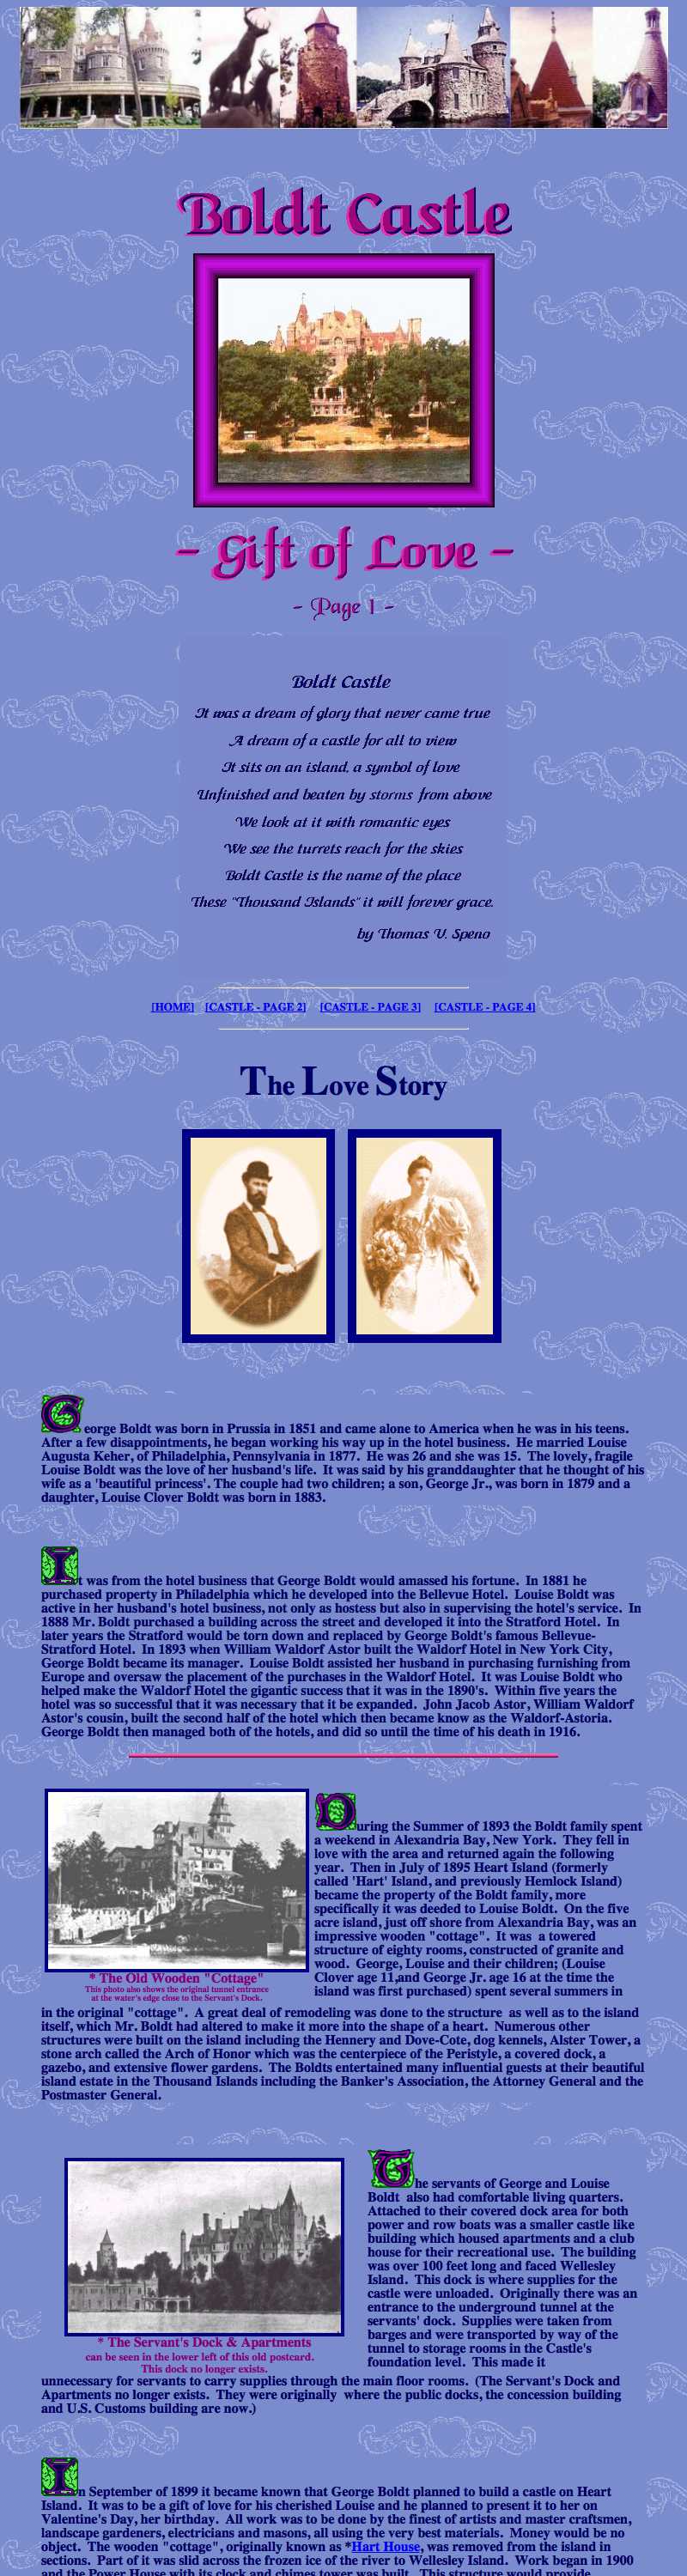 Boldt Castle
- Gift of Love -
- Page 1 -
Boldt Castle
It was a dream of glory that never came true
A dream of a castle for all to view
It sits on an island, a symbol of love
Unfinished and beaten by storms from above
We look at it with romantic eyes
We see the turrets reach for the skies
Boldt Castle is the name of the place
These "Thousand Islands" it will forever grace.
by Thomas V. Speno
[HOME] [CASTLE - PAGE 2] [CASTLE - PAGE 3] [CASTLE - PAGE 4]
The Love Story
George Boldt was born in Prussia in 1851 and came alone to America when he was in his teens.
After a few disappointments, he began working his way up in the hotel business. He married Louise
Augusta Keher, of Philadelphia, Pennsylvania in 1877. He was 26 and she was 15. The lovely, fragile
Louise Boldt was the love of her husband's life. It was said by his granddaughter that he thought of his
wife as a 'beautiful princess'. The couple had two children; a son, George Jr., was born in 1879 and a
daughter, Louise Clover Boldt was born in 1883.
It was from the hotel business that George Boldt would amassed his fortune. In 1881 he
purchased property in Philadelphia which he developed into the Bellevue Hotel. Louise Boldt was
active in her husband's hotel business, not only as hostess but also in supervising the hotel's service. In
1888 Mr. Boldt purchased a building across the street and developed it into the Stratford Hotel. In
later years the Stratford would be torn down and replaced by George Boldt's famous Bellevue-
Stratford Hotel. In 1893 when William Waldorf Astor built the Waldorf Hotel in New York City,
George Boldt became its manager. Louise Boldt assisted her husband in purchasing furnishing from
Europe and oversaw the placement of the purchases in the Waldorf Hotel. It was Louise Boldt who
helped make the Waldorf Hotel the gigantic success that it was in the 1890's. Within five years the
hotel was so successful that it was necessary that it be expanded. John Jacob Astor, William Waldorf
Astor's cousin, built the second half of the hotel which then became know as the Waldorf-Astoria.
George Boldt then managed both of the hotels, and did so until the time of his death in 1916.
* The Old Wooden "Cottage"
This photo also shows the original tunnel entrance
at the water's edge close to the Servant's Dock.
During the Summer of 1893 the Boldt family spent
a weekend in Alexandria Bay, New York. They fell in
love with the area and returned again the following
year. Then in July of 1895 Heart Island (formerly
called 'Hart' Island, and previously Hemlock Island)
became the property of the Boldt family, more
specifically it was deeded to Louise Boldt. On the five
acre island, just off shore from Alexandria Bay, was an
impressive wooden "cottage". It was a towered
structure of eighty rooms, constructed of granite and
wood. George, Louise and their children; (Louise
Clover age 11,and George Jr. age 16 at the time the
island was first purchased) spent several summers in
in the original "cottage". A great deal of remodeling was done to the structure as well as to the island
itself, which Mr. Boldt had altered to make it more into the shape of a heart. Numerous other
structures were built on the island including the Hennery and Dove-Cote, dog kennels, Alster Tower, a
stone arch called the Arch of Honor which was the centerpiece of the Peristyle, a covered dock, a
gazebo, and extensive flower gardens. The Boldts entertained many influential guests at their beautiful
island estate in the Thousand Islands including the Banker's Association, the Attorney General and the
Postmaster General.
* The Servant's Dock & Apartments
can be seen in the lower left of this old postcard.
This dock no longer exists.
The servants of George and Louise
Boldt also had comfortable living quarters.
Attached to their covered dock area for both
power and row boats was a smaller castle like
building which housed apartments and a club
house for their recreational use. The building
was over 100 feet long and faced Wellesley
Island. This dock is where supplies for the
castle were unloaded. Originally there was an
entrance to the underground tunnel at the
servants' dock. Supplies were taken from
barges and were transported by way of the
tunnel to storage rooms in the Castle's
foundation level. This made it
unnecessary for servants to carry supplies through the main floor rooms. (The Servant's Dock and
Apartments no longer exists. They were originally where the public docks, the concession building
and U.S. Customs building are now.)
In September of 1899 it became known that George Boldt planned to build a castle on Heart
Island. It was to be a gift of love for his cherished Louise and he planned to present it to her on
Valentine's Day, her birthday. All work was to be done by the finest of artists and master craftsmen,
landscape gardeners, electricians and masons, all using the very best materials. Money would be no
object. The wooden "cottage", originally known as *Hart House, was removed from the island in
sections. Part of it was slid across the frozen ice of the river to Wellesley Island. Work began in 1900
and the Power House with its clock and chimes tower was built. This structure would provide